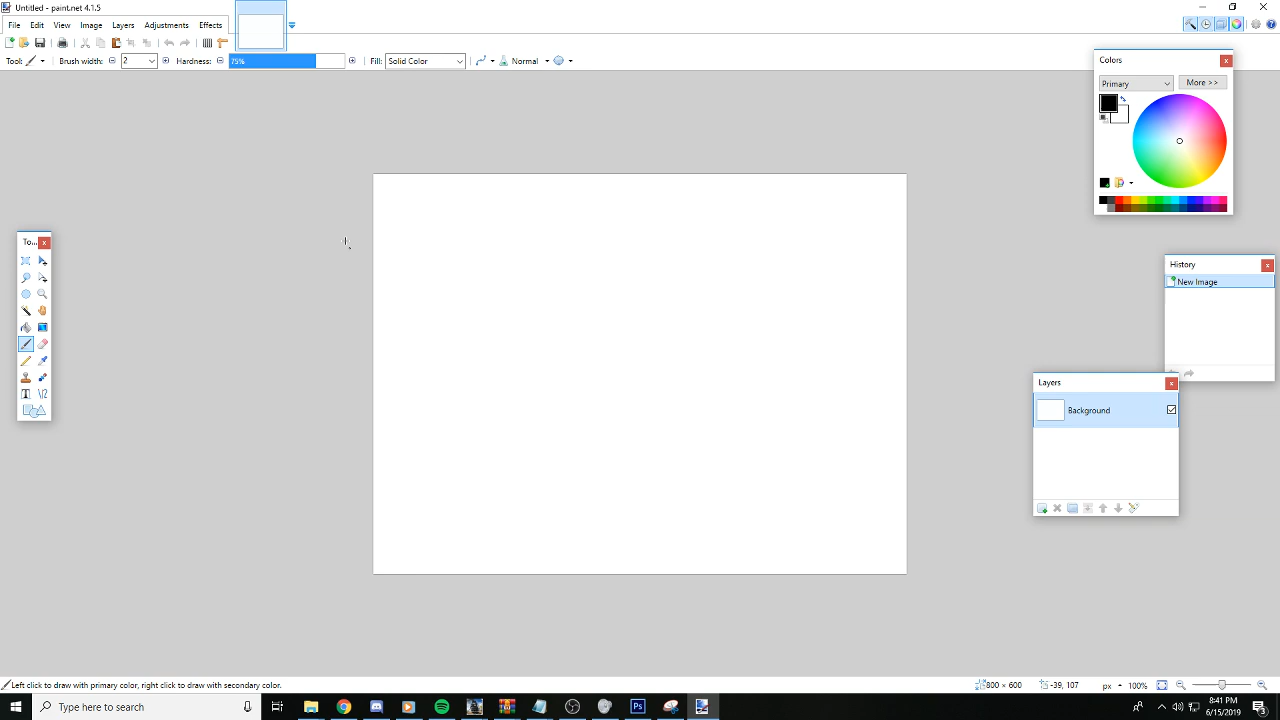 Untitled - paint.net 4.1.5
File Edit View Image Layers Adjustments Effects
Tool: Brush width: 2 Hardness: 75% Fill: Solid Color Normal
Colors
Primary More >>
To...
History
New Image
Layers
Background
Left click to draw with primary color, right click to draw with secondary color.
800 × 600 -39, 107 px 100%
Type here to search
Ps
8:41 PM
6/15/2019